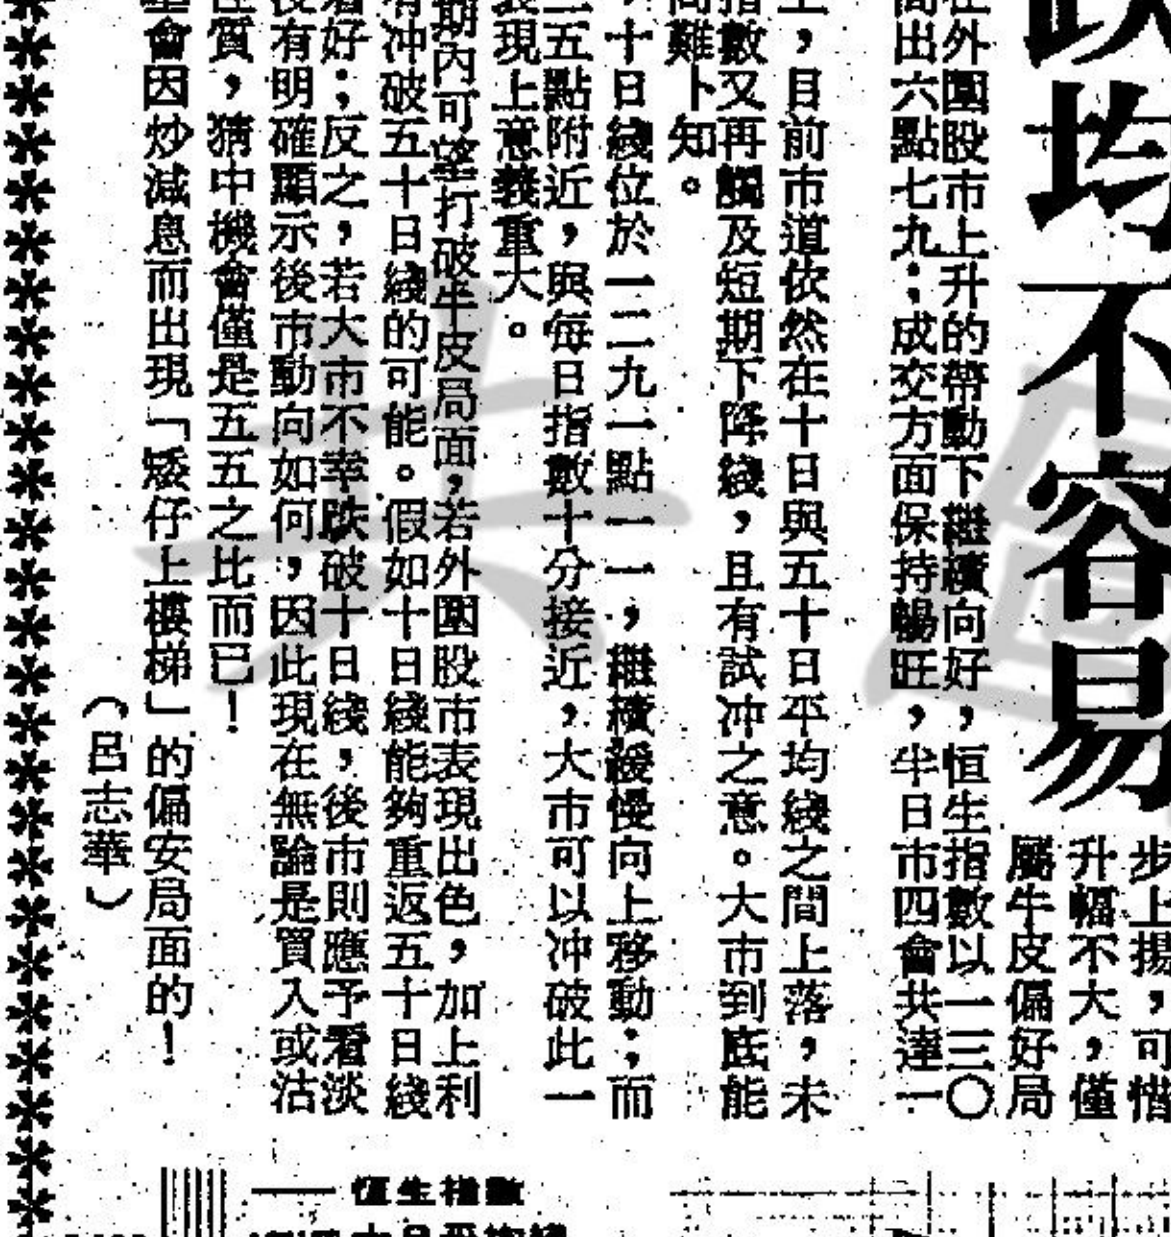 均不容易
步上揚，可惜
升幅不大，僅
屬牛皮偏好局
在外圍股市上升的帶動下繼續向好，恒生指數以一三〇
出六點七九；成交方面保持暢旺，半日市四會共達一
上，目前市道依然在十日與五十日平均綫之間上落，未
指數又再觸及短期下降綫，且有試冲之意。大市到底能
間難卜知。
，十日綫位於一二九一點一一，繼續緩慢向上移動；而
五點附近，與每日指數十分接近，大市可以冲破此一
表現上意義重大。
期內可望打破牛皮局面，若外圍股市表現出色，加上利
有冲破五十日綫的可能。假如十日綫能夠重返五十日綫
看好；反之，若大市不幸跌破十日綫，後市則應予看淡
沒有明確顯示後市動向如何，因此現在無論是買入或沽
性質，猜中機會僅是五五之比而已！
會因炒減息而出現「矮仔上樓梯」的偏安局面的！
（呂志華）
恆生指數